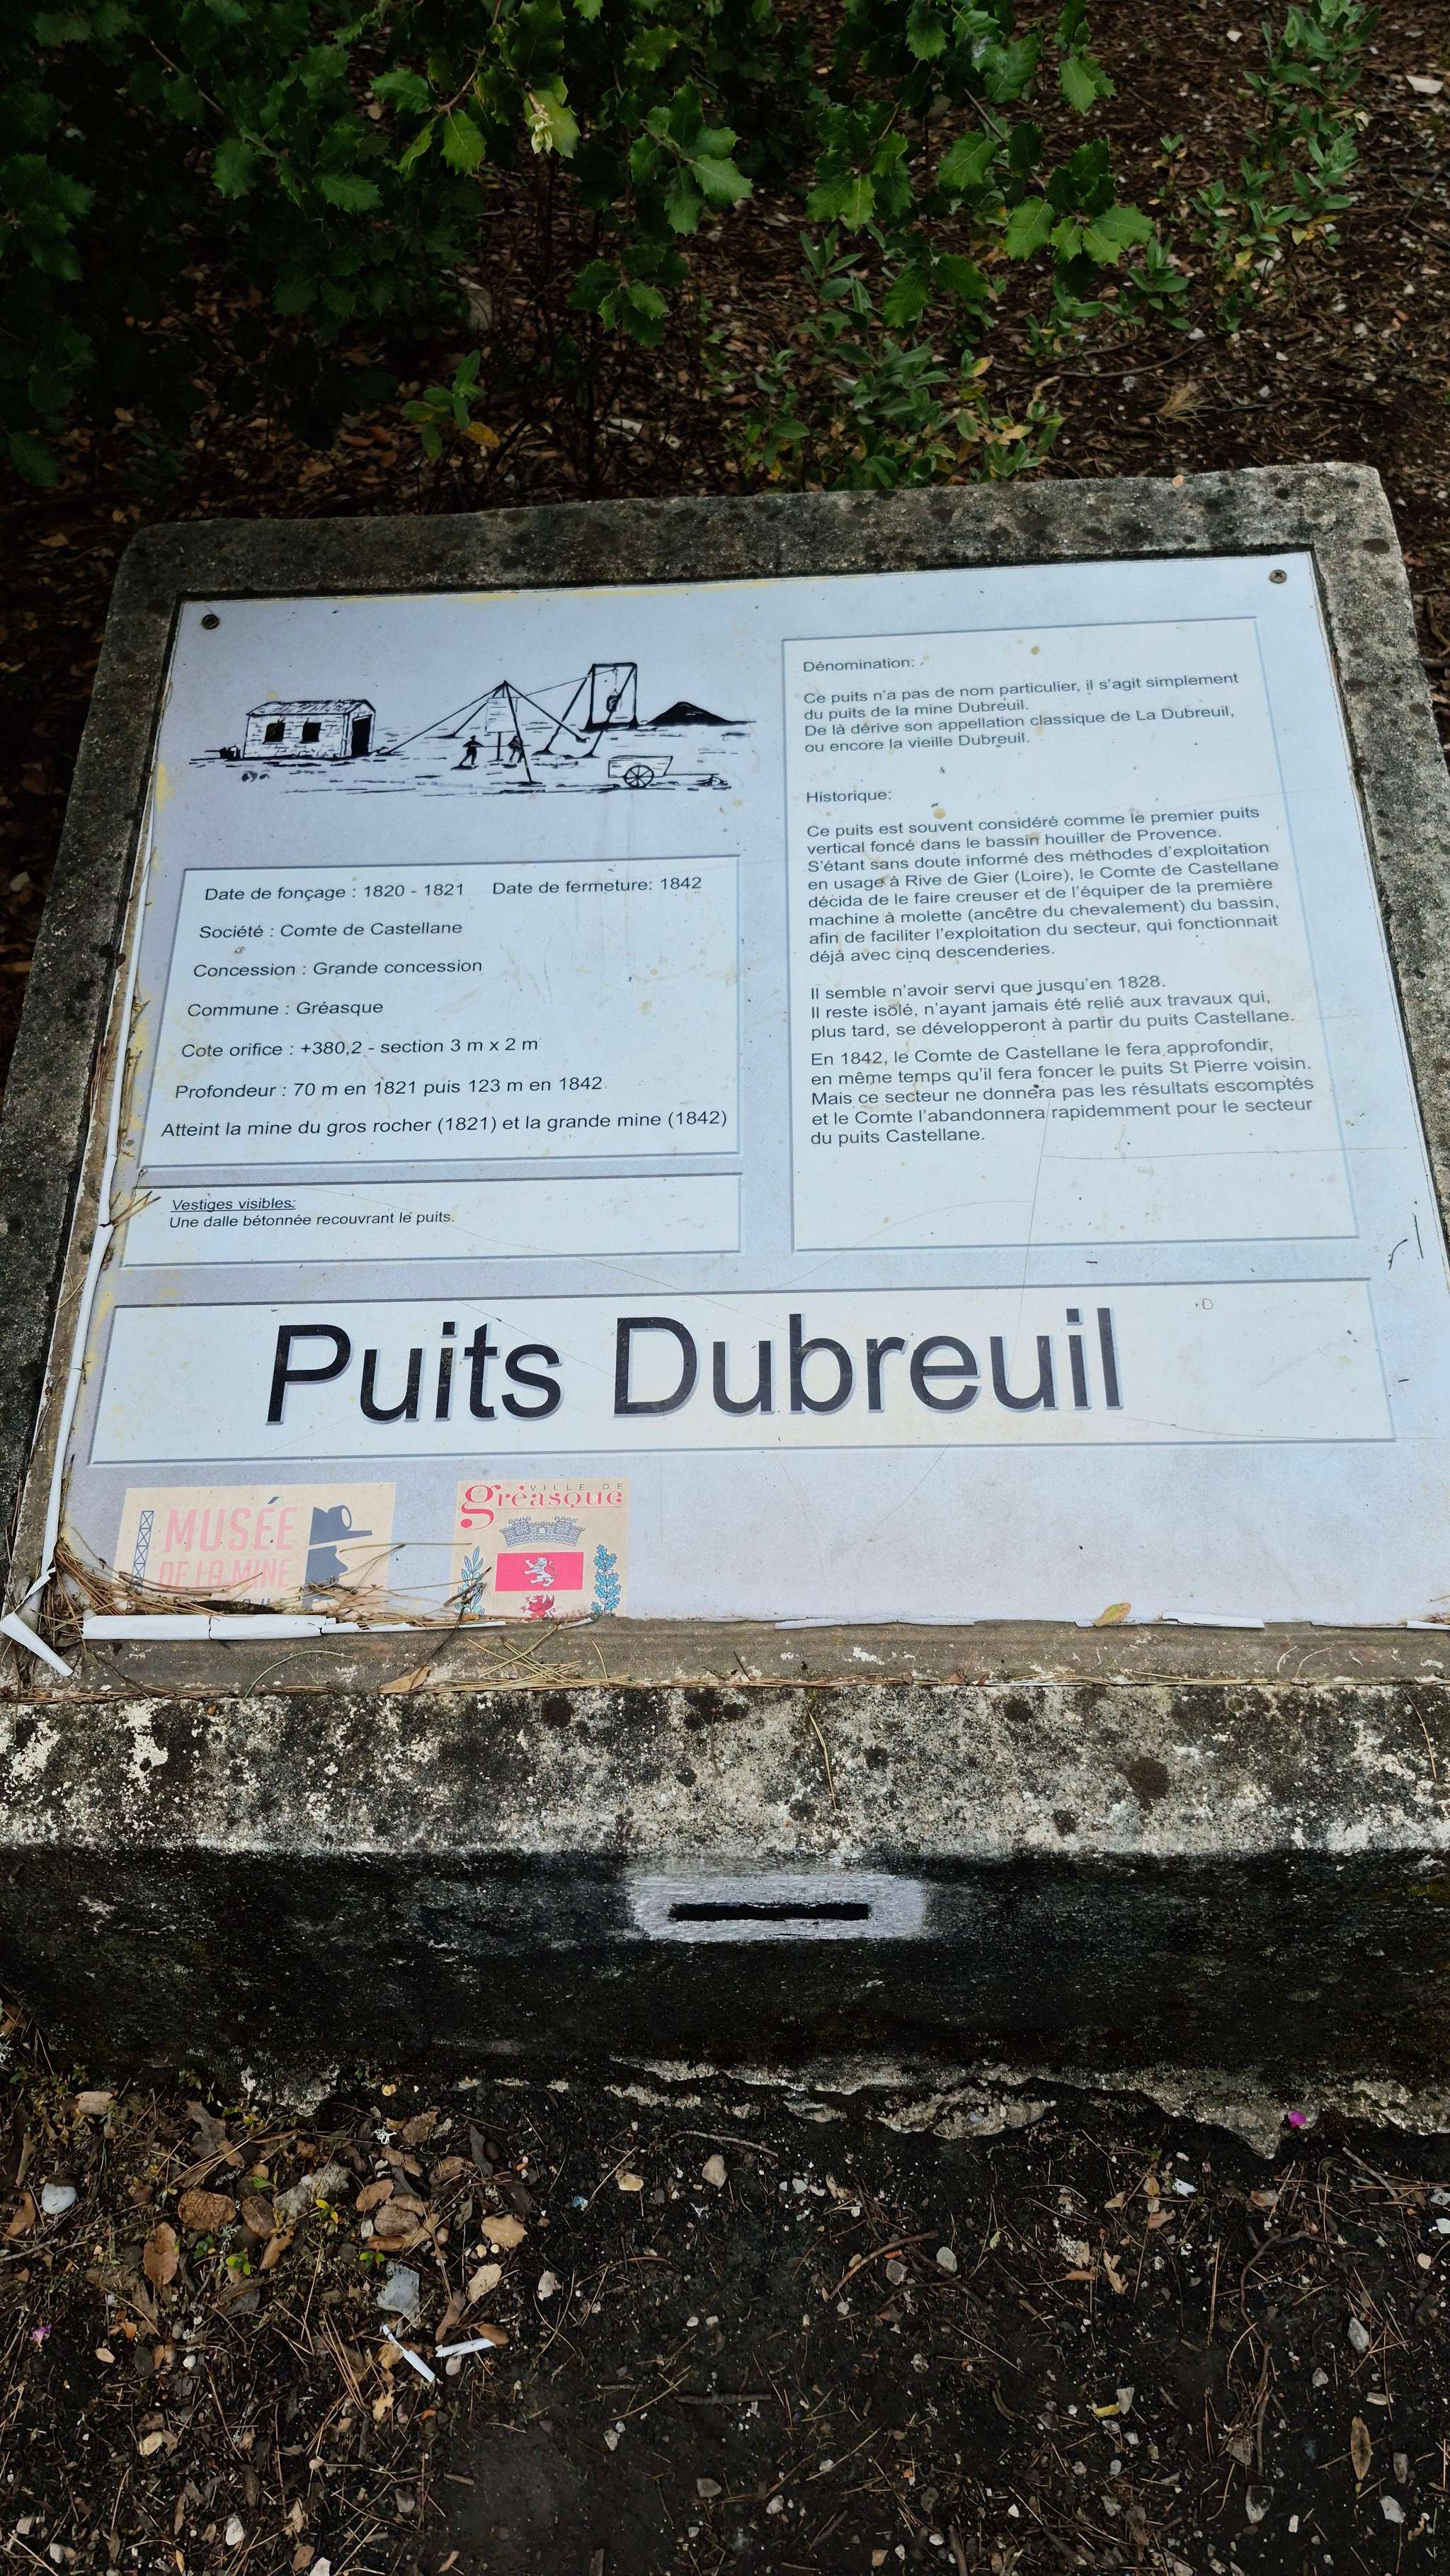 Dénomination:
Ce puits n'a pas de nom particulier, il s'agit simplement
du puits de la mine Dubreuil.
De là dérive son appellation classique de La Dubreuil,
ou encore la vieille Dubreuil.
Historique:
Ce puits est souvent considéré comme le premier puits
vertical foncé dans le bassin houiller de Provence.
S'étant sans doute informé des méthodes d'exploitation
en usage à Rive de Gier (Loire), le Comte de Castellane
décida de le faire creuser et de l'équiper de la première
machine à molette (ancêtre du chevalement) du bassin,
afin de faciliter l'exploitation du secteur, qui fonctionnait
déjà avec cinq descenderies.
Il semble n'avoir servi que jusqu'en 1828.
Il reste isolé, n'ayant jamais été relié aux travaux qui,
plus tard, se développeront à partir du puits Castellane.
En 1842, le Comte de Castellane le fera approfondir,
en même temps qu'il fera foncer le puits St Pierre voisin.
Mais ce secteur ne donnera pas les résultats escomptés
et le Comte l'abandonnera rapidemment pour le secteur
du puits Castellane.
Date de fonçage : 1820 - 1821 Date de fermeture: 1842
Société : Comte de Castellane
Concession : Grande concession
Commune : Gréasque
Cote orifice : +380,2 - section 3 m x 2 m
Profondeur : 70 m en 1821 puis 123 m en 1842
Atteint la mine du gros rocher (1821) et la grande mine (1842)
Vestiges visibles:
Une dalle bétonnée recouvrant le puits.
Puits Dubreuil
MUSÉE
DE LA MINE
VILLE DE
gréasque